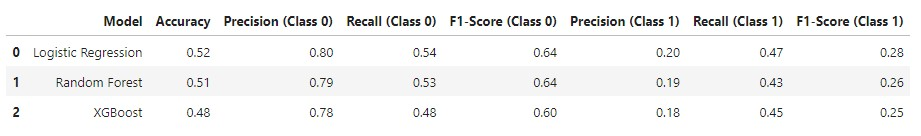 Model Accuracy Precision (Class 0) Recall (Class 0) F1-Score (Class 0) Precision (Class 1) Recall (Class 1) F1-Score (Class 1)
0 Logistic Regression 0.52 0.80 0.54 0.64 0.20 0.47 0.28
1 Random Forest 0.51 0.79 0.53 0.64 0.19 0.43 0.26
2 XGBoost 0.48 0.78 0.48 0.60 0.18 0.45 0.25